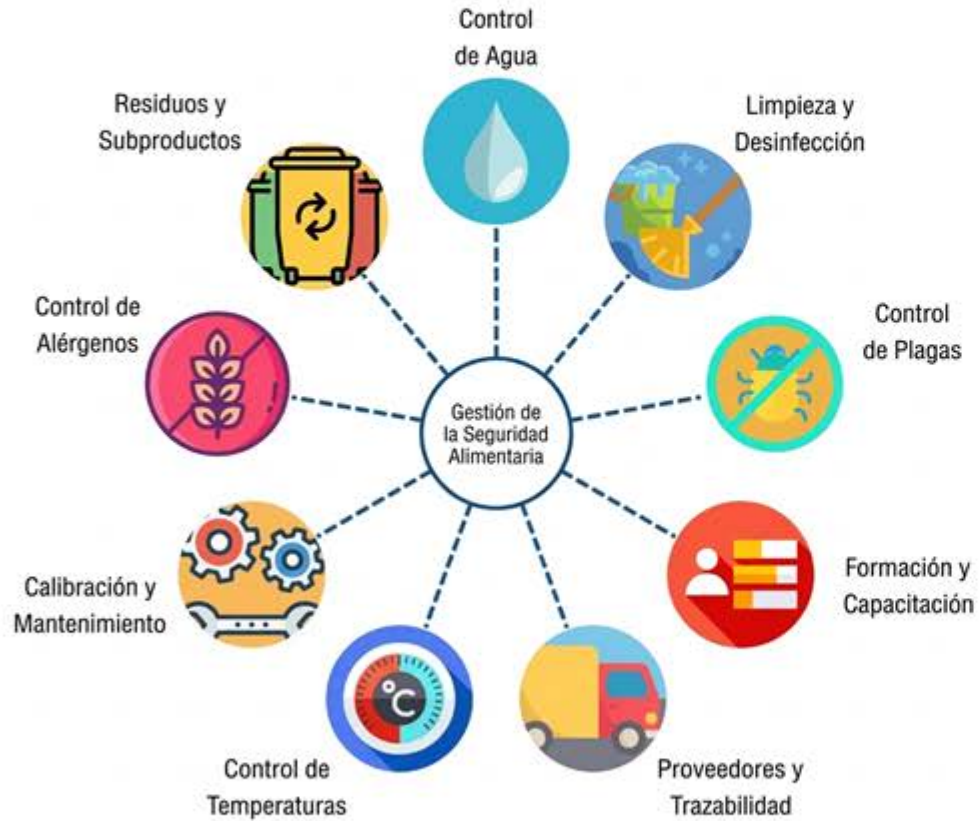 Control
de Agua
Limpieza y
Desinfección
Control
de Plagas
Formación y
Capacitación
Proveedores y
Trazabilidad
Control de
Temperaturas
Calibración y
Mantenimiento
Control de
Alérgenos
Residuos y
Subproductos
Gestión de
la Seguridad
Alimentaria
°C